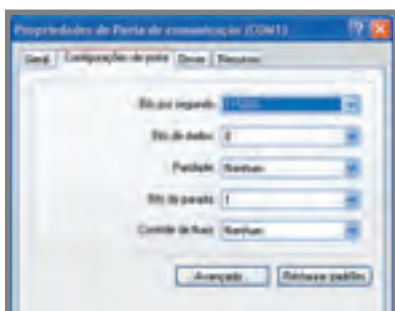 Propriedades de Porta de comunicação (COM1)
Geral Configurações de porta Driver Recursos
Bits por segundo:
Bits de dados: 8
Paridade: Nenhum
Bits de parada: 1
Controle de fluxo: Nenhum
Avançado... Restaurar padrões